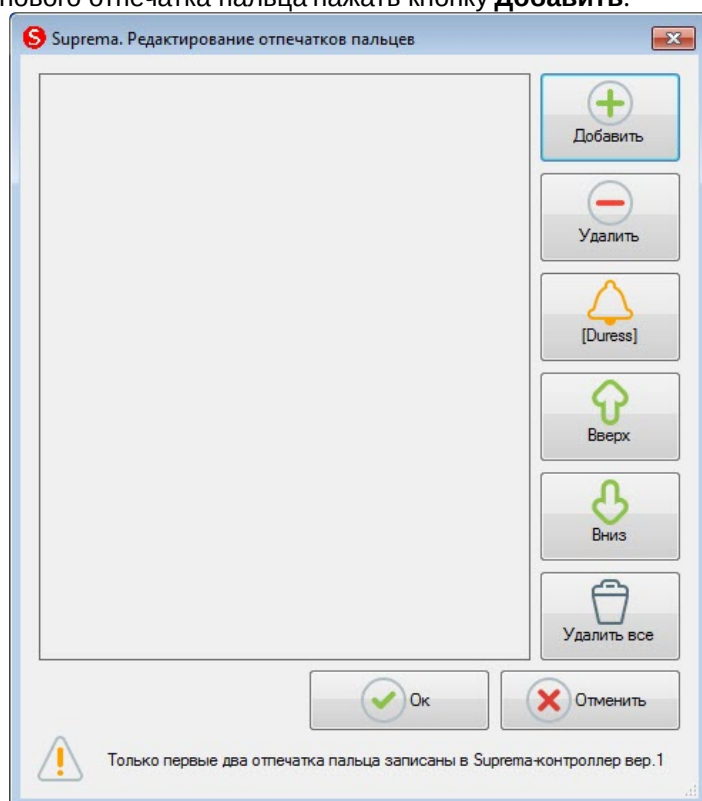 нового отпечатка пальца нажать кнопку Добавить.
Suprema. Редактирование отпечатков пальцев
Добавить
Удалить
[Duress]
Вверх
Вниз
Удалить все
Ок
Отменить
Только первые два отпечатка пальца записаны в Suprema-контроллер вер.1